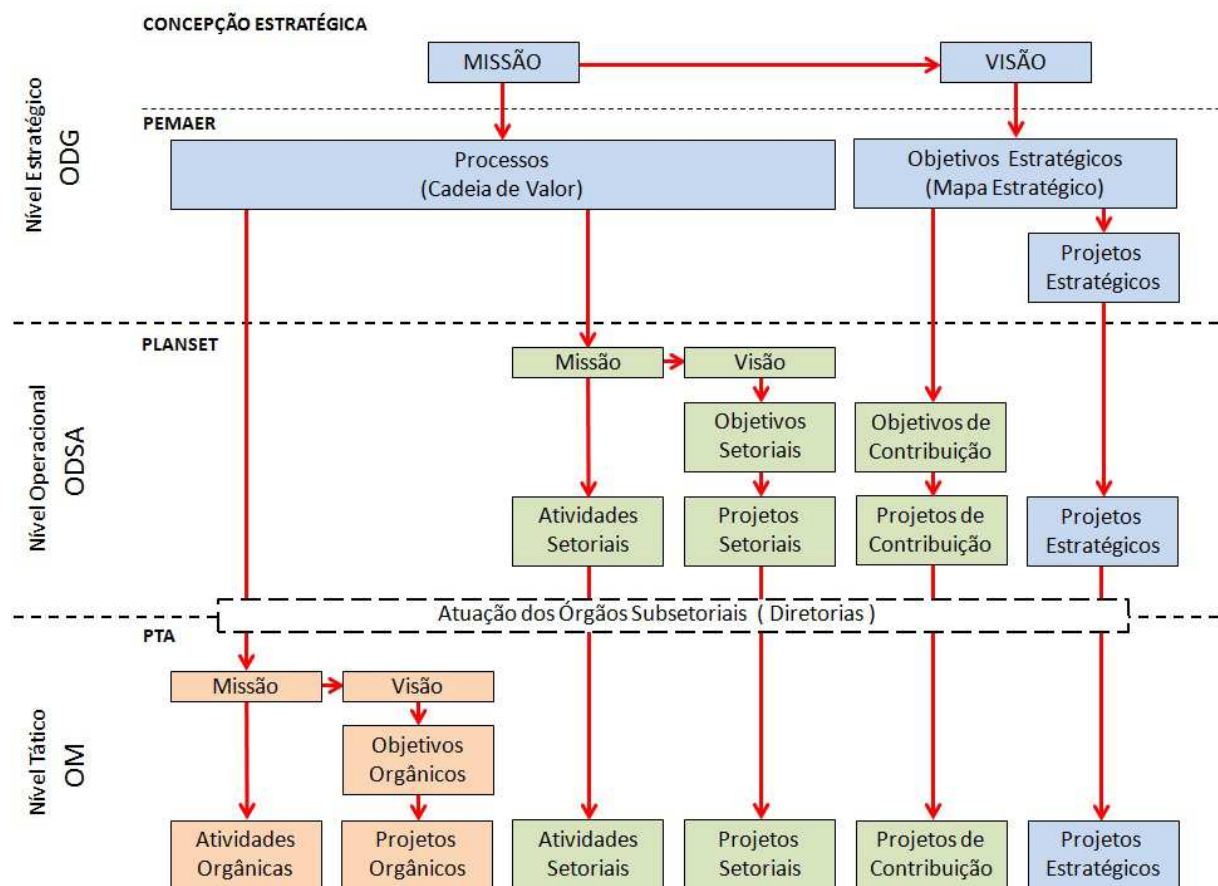 CONCEPÇÃO ESTRATÉGICA
MISSÃO
VISÃO
Nível Estratégico
ODG
PEMAER
Processos
(Cadeia de Valor)
Objetivos Estratégicos
(Mapa Estratégico)
Projetos
Estratégicos
Nível Operacional
ODSA
PLANSET
Missão
Visão
Objetivos
Setoriais
Objetivos de
Contribuição
Atividades
Setoriais
Projetos
Setoriais
Projetos de
Contribuição
Projetos
Estratégicos
Atuação dos Órgãos Subsetoriais ( Diretorias )
Nível Tático
OM
PTA
Missão
Visão
Objetivos
Orgânicos
Atividades
Orgânicas
Projetos
Orgânicos
Atividades
Setoriais
Projetos
Setoriais
Projetos de
Contribuição
Projetos
Estratégicos